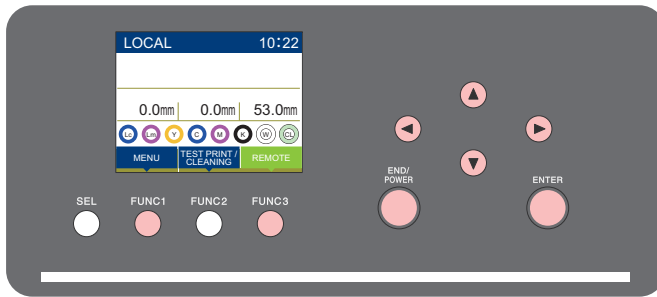 LOCAL 10:22
0.0mm 0.0mm 53.0mm
Lc Lm Y C M K W CL
MENU TEST PRINT / CLEANING REMOTE
END/
POWER
ENTER
SEL FUNC1 FUNC2 FUNC3